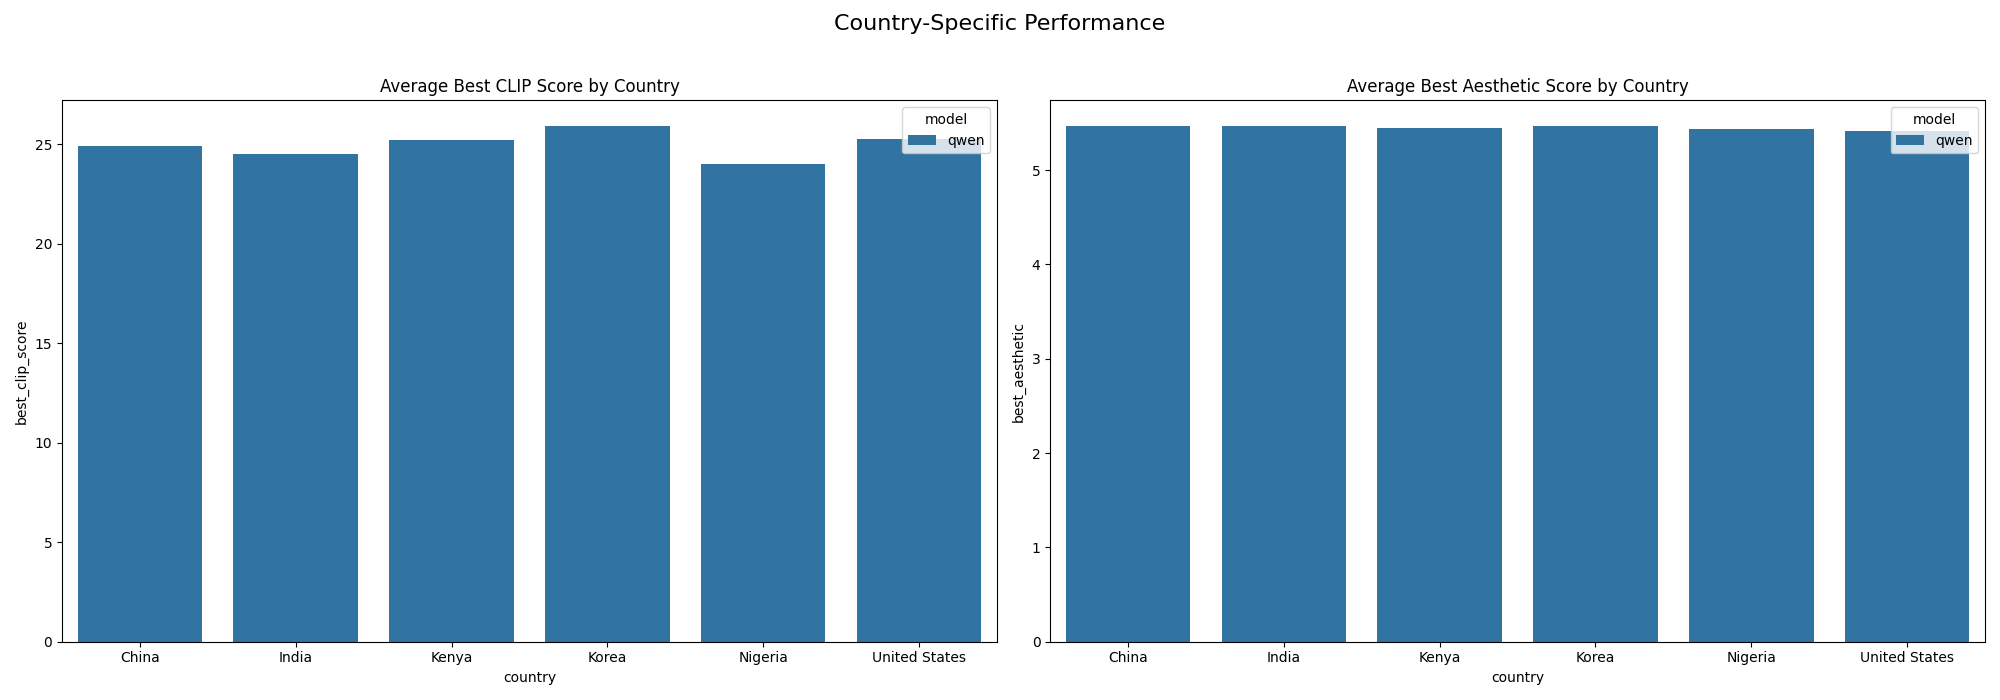 Country-Specific Performance
Average Best CLIP Score by Country
best_clip_score
25
20
15
10
5
0
model
qwen
China India Kenya Korea Nigeria United States
country
Average Best Aesthetic Score by Country
best_aesthetic
5
4
3
2
1
0
model
qwen
China India Kenya Korea Nigeria United States
country